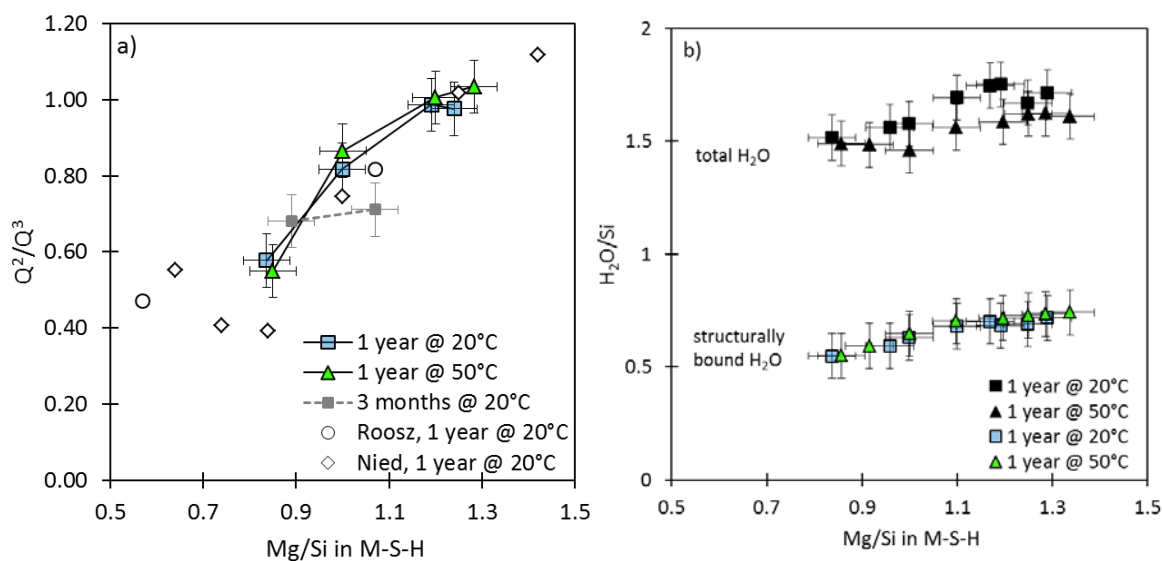 a)
1.20
1.00
0.80
0.60
0.40
0.20
0.00
Q²/Q³
0.5 0.7 0.9 1.1 1.3 1.5
Mg/Si in M-S-H
1 year @ 20°C
1 year @ 50°C
3 months @ 20°C
Roosz, 1 year @ 20°C
Nied, 1 year @ 20°C
b)
2
1.5
1
0.5
0
H₂O/Si
total H₂O
structurally
bound H₂O
1 year @ 20°C
1 year @ 50°C
1 year @ 20°C
1 year @ 50°C
0.5 0.7 0.9 1.1 1.3 1.5
Mg/Si in M-S-H